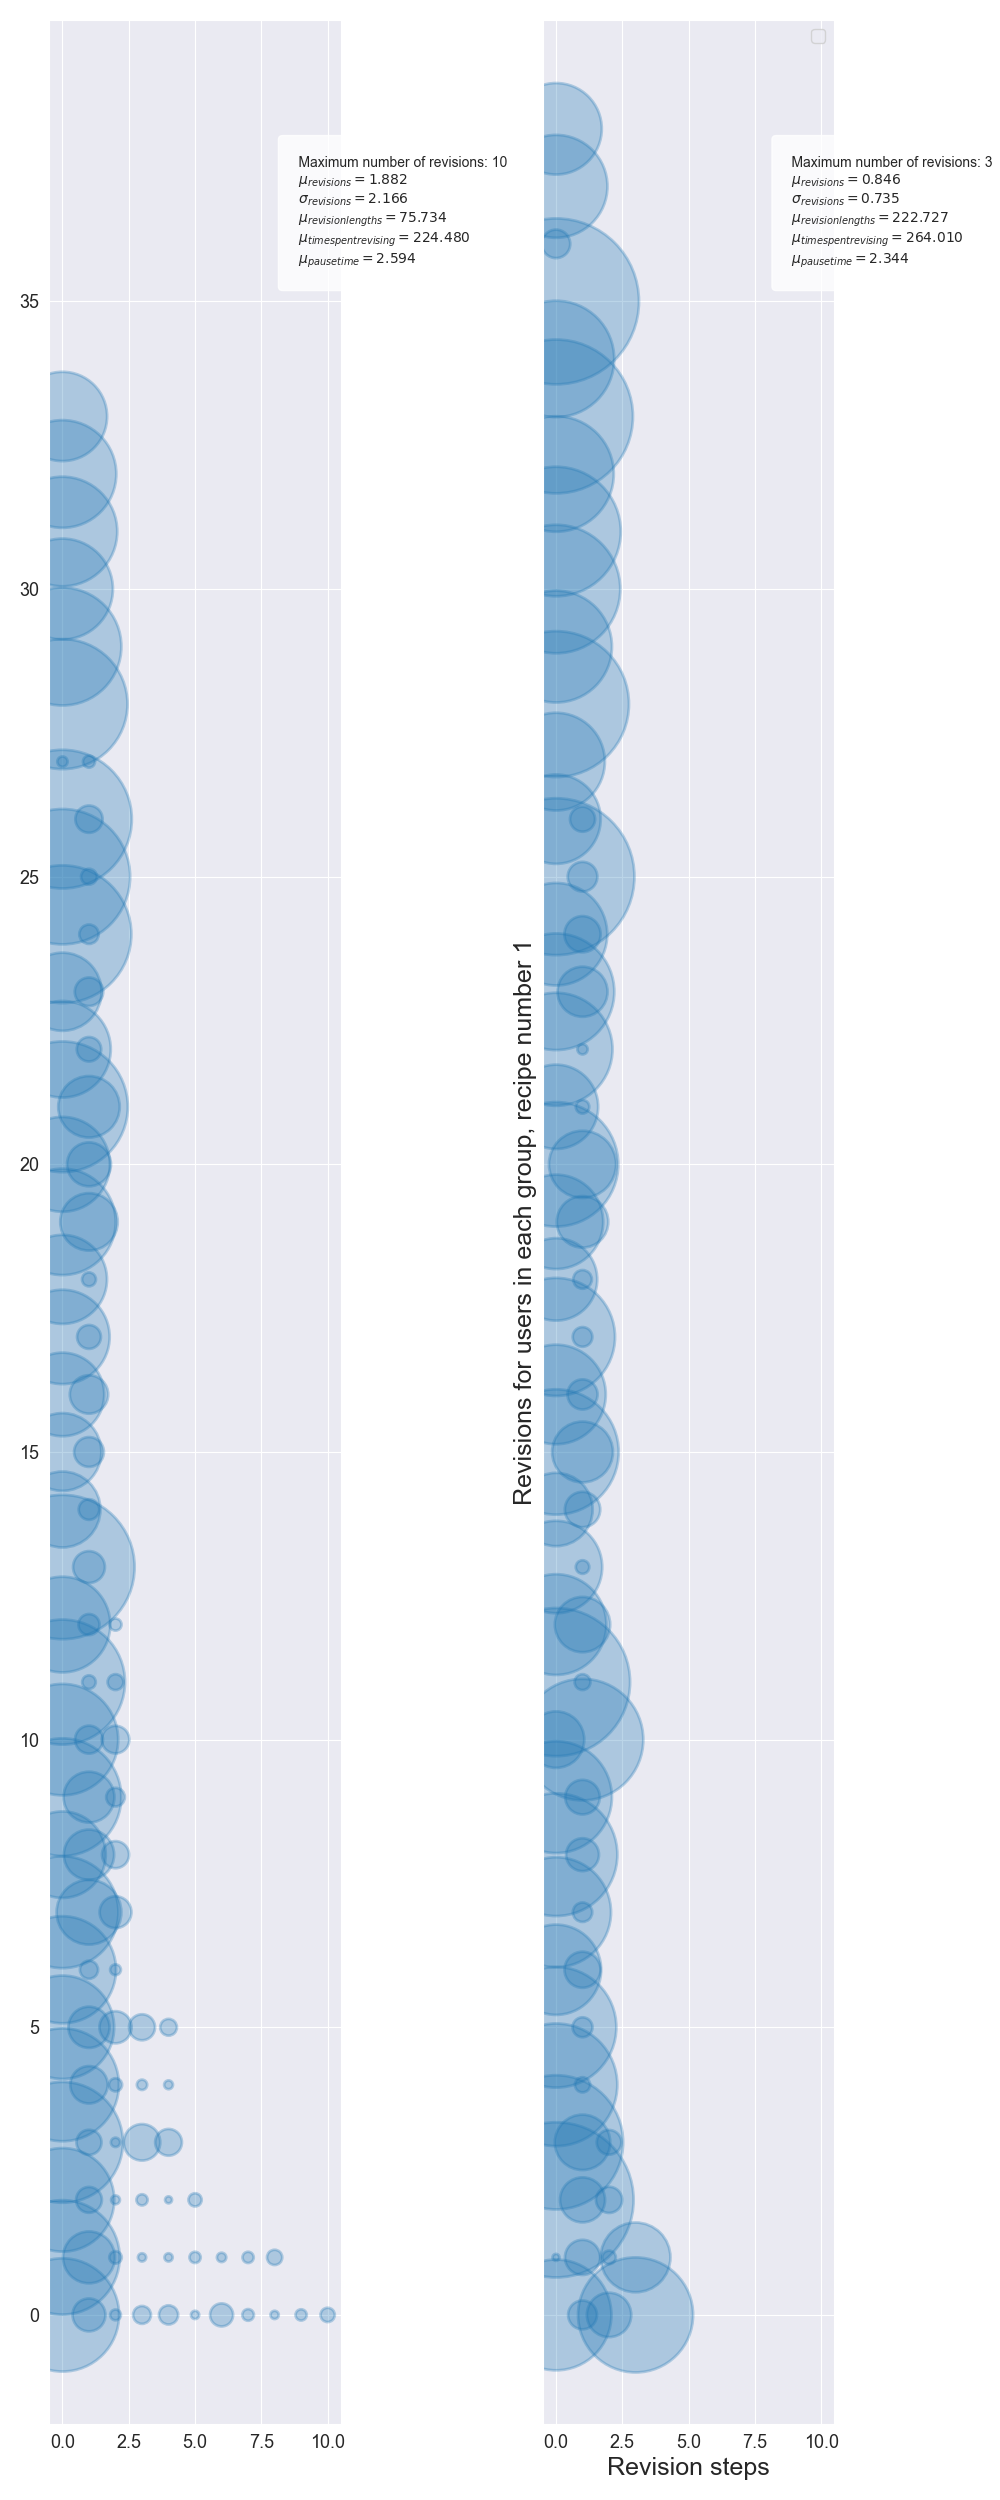 Maximum number of revisions: 10
μrevisions = 1.882
σrevisions = 2.166
μrevisionlengths = 75.734
μtimespentrevising = 224.480
μpausetime = 2.594
Maximum number of revisions: 3
μrevisions = 0.846
σrevisions = 0.735
μrevisionlengths = 222.727
μtimespentrevising = 264.010
μpausetime = 2.344
35
30
25
20
15
10
5
0
Revisions for users in each group, recipe number 1
0.0 2.5 5.0 7.5 10.0
0.0 2.5 5.0 7.5 10.0
Revision steps